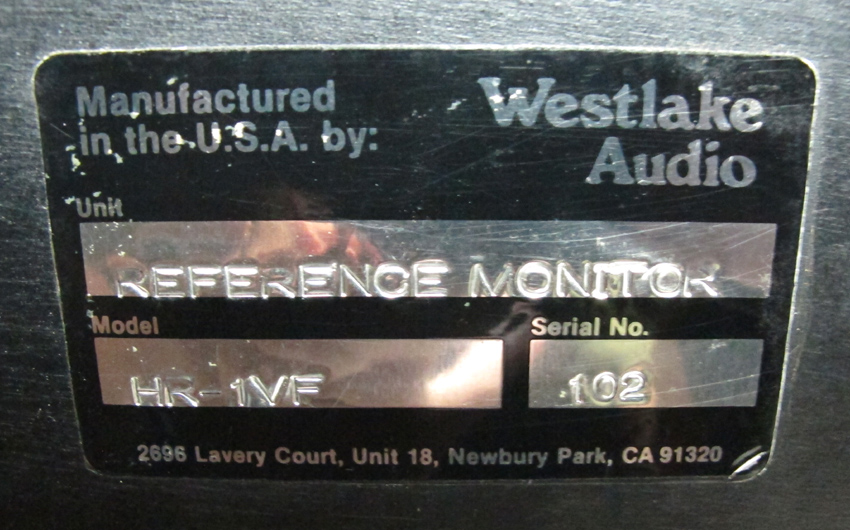 Manufactured
in the U.S.A. by:
Westlake
Audio
Unit
REFERENCE MONITOR
Model
HR-1VF
Serial No.
102
2696 Lavery Court, Unit 18, Newbury Park, CA 91320